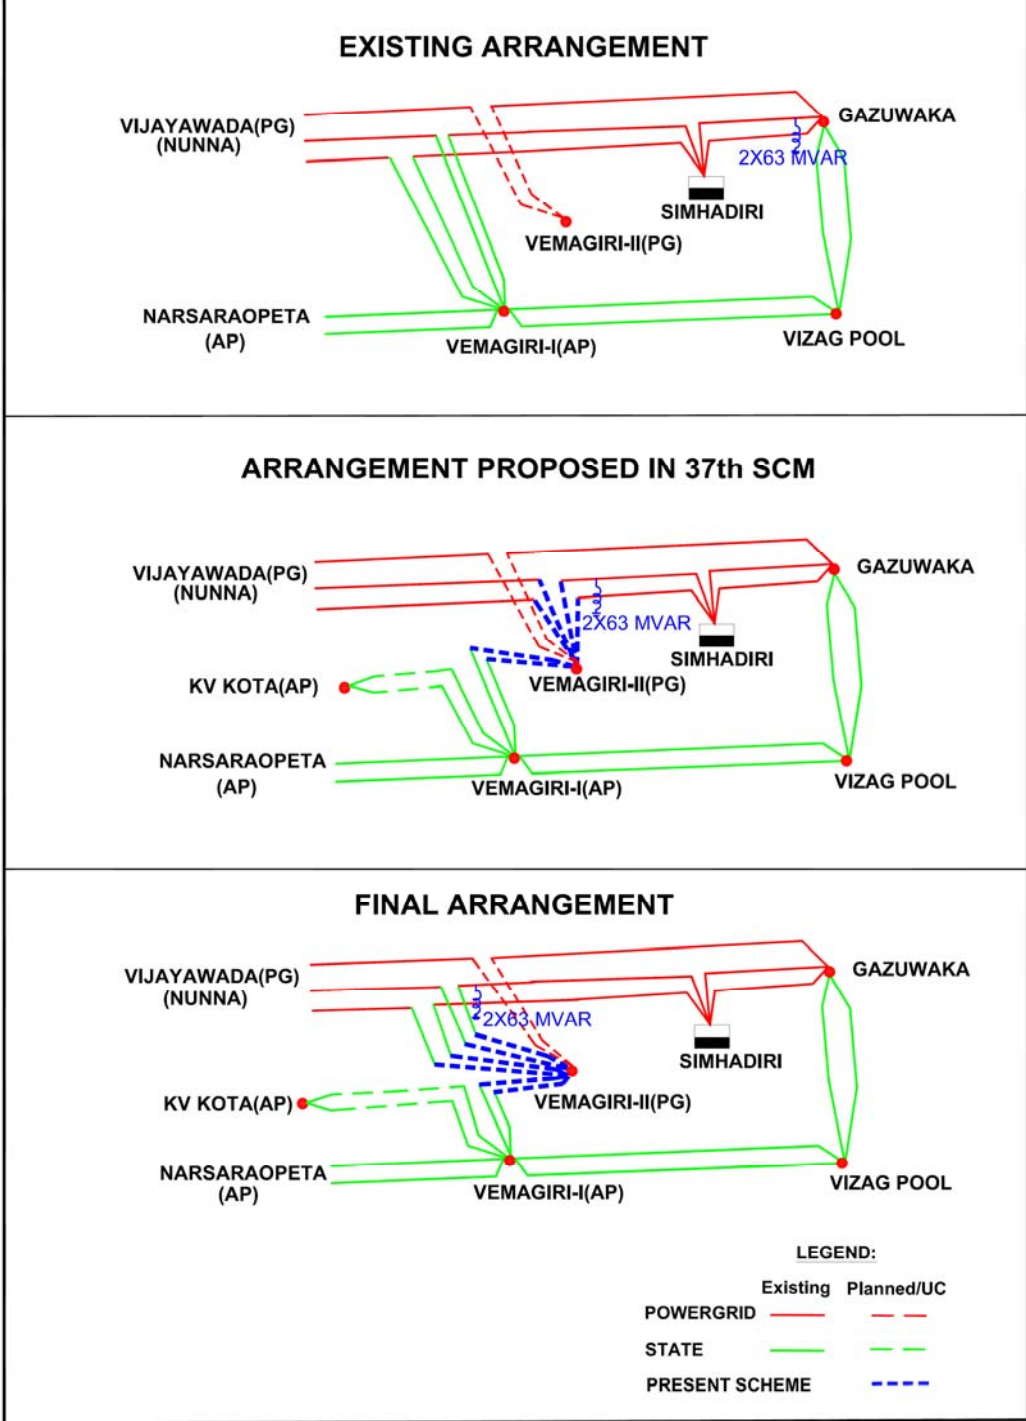 EXISTING ARRANGEMENT
VIJAYAWADA(PG)
(NUNNA)
GAZUWAKA
2X63 MVAR
SIMHADIRI
VEMAGIRI-II(PG)
NARSARAOPETA
(AP)
VEMAGIRI-I(AP)
VIZAG POOL
ARRANGEMENT PROPOSED IN 37th SCM
VIJAYAWADA(PG)
(NUNNA)
GAZUWAKA
2X63 MVAR
SIMHADIRI
KV KOTA(AP)
VEMAGIRI-II(PG)
NARSARAOPETA
(AP)
VEMAGIRI-I(AP)
VIZAG POOL
FINAL ARRANGEMENT
VIJAYAWADA(PG)
(NUNNA)
GAZUWAKA
2X63 MVAR
SIMHADIRI
KV KOTA(AP)
VEMAGIRI-II(PG)
NARSARAOPETA
(AP)
VEMAGIRI-I(AP)
VIZAG POOL
LEGEND:
Existing Planned/UC
POWERGRID
STATE
PRESENT SCHEME